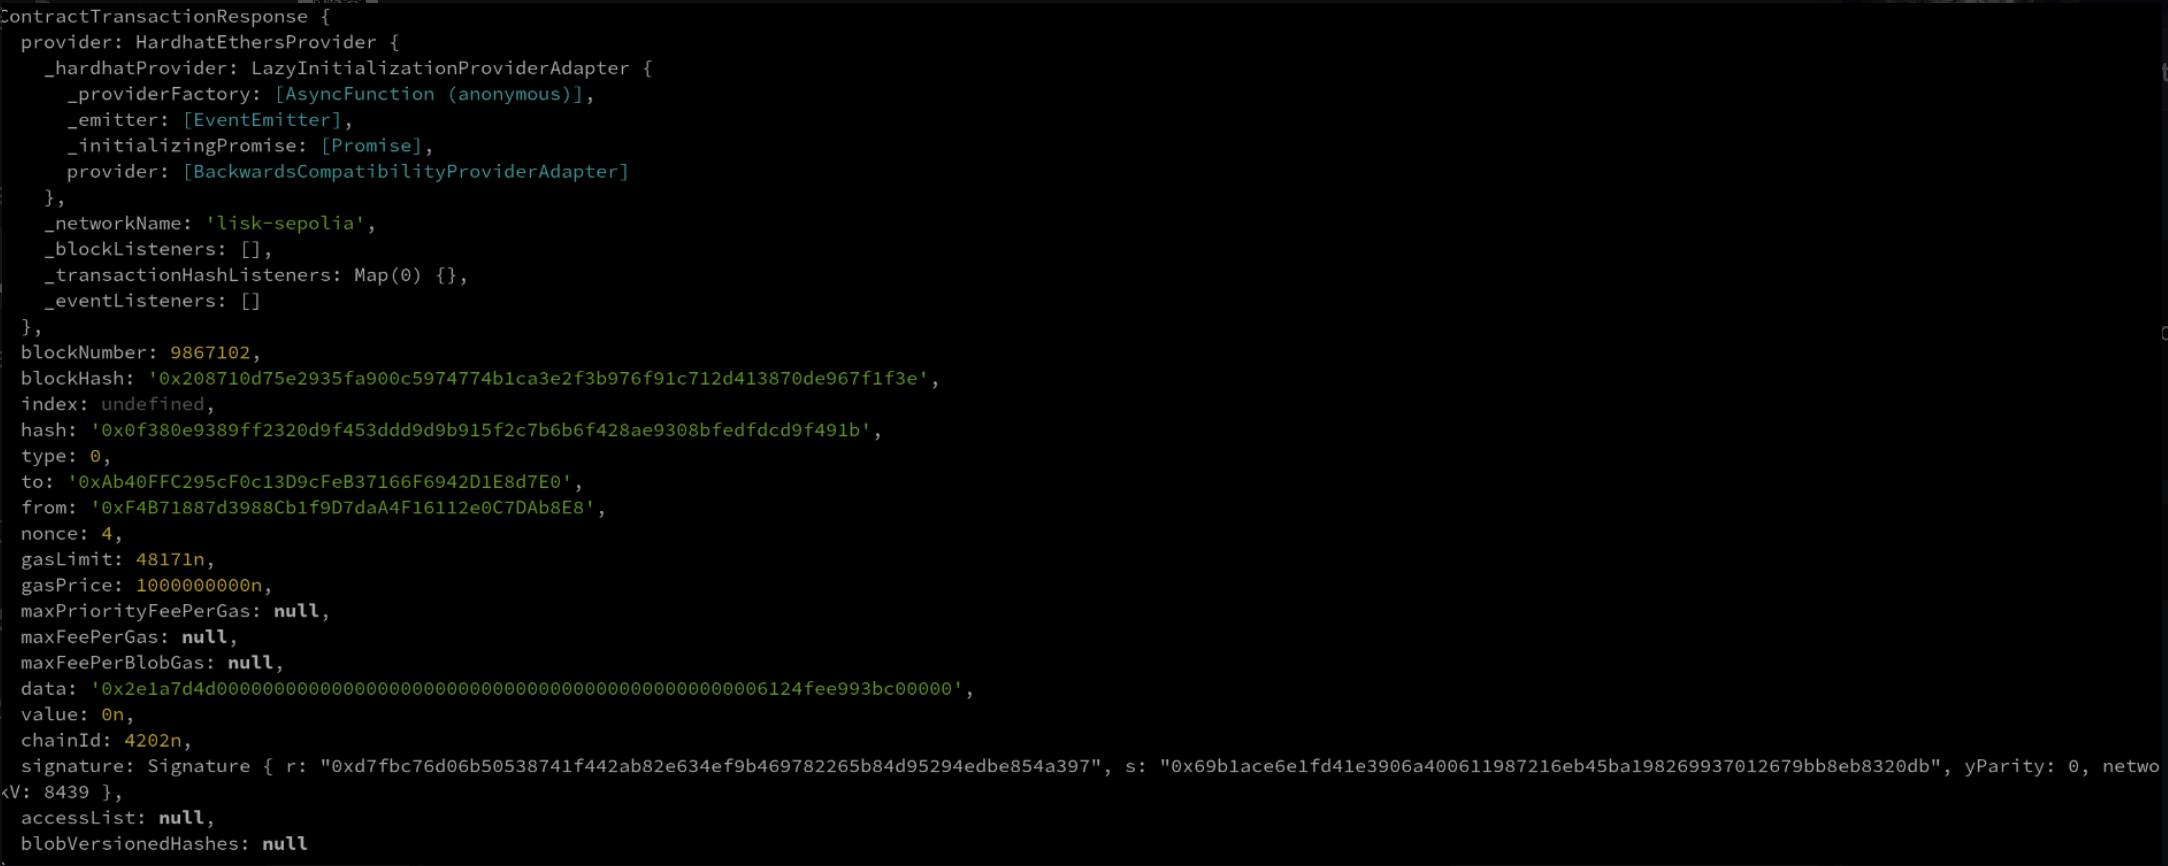 ContractTransactionResponse {
provider: HardhatEthersProvider {
_hardhatProvider: LazyInitializationProviderAdapter {
_providerFactory: [AsyncFunction (anonymous)],
_emitter: [EventEmitter],
_initializingPromise: [Promise],
provider: [BackwardsCompatibilityProviderAdapter]
},
_networkName: 'lisk-sepolia',
_blockListeners: [],
_transactionHashListeners: Map(0) {},
_eventListeners: []
},
blockNumber: 9867102,
blockHash: '0x208710d75e2935fa900c5974774b1ca3e2f3b976f91c712d413870de967f1f3e',
index: undefined,
hash: '0x0f380e9389ff2320d9f453ddd9d9b915f2c7b6b6f428ae9308bfedfdcd9f491b',
type: 0,
to: '0xAb40FFC295cF0c13D9cFeB37166F6942D1E8d7E0',
from: '0xF4B71887d3988Cb1f9D7daA4F16112e0C7DAb8E8',
nonce: 4,
gasLimit: 48171n,
gasPrice: 1000000000n,
maxPriorityFeePerGas: null,
maxFeePerGas: null,
maxFeePerBlobGas: null,
data: '0x2e1a7d4d000000000000000000000000000000000000000000000006124fee993bc00000',
value: 0n,
chainId: 4202n,
signature: Signature { r: "0xd7fbc76d06b50538741f442ab82e634ef9b469782265b84d95294edbe854a397", s: "0x69b1ace6e1fd41e3906a400611987216eb45ba198269937012679bb8eb8320db", yParity: 0, netwo
kV: 8439 },
accessList: null,
blobVersionedHashes: null